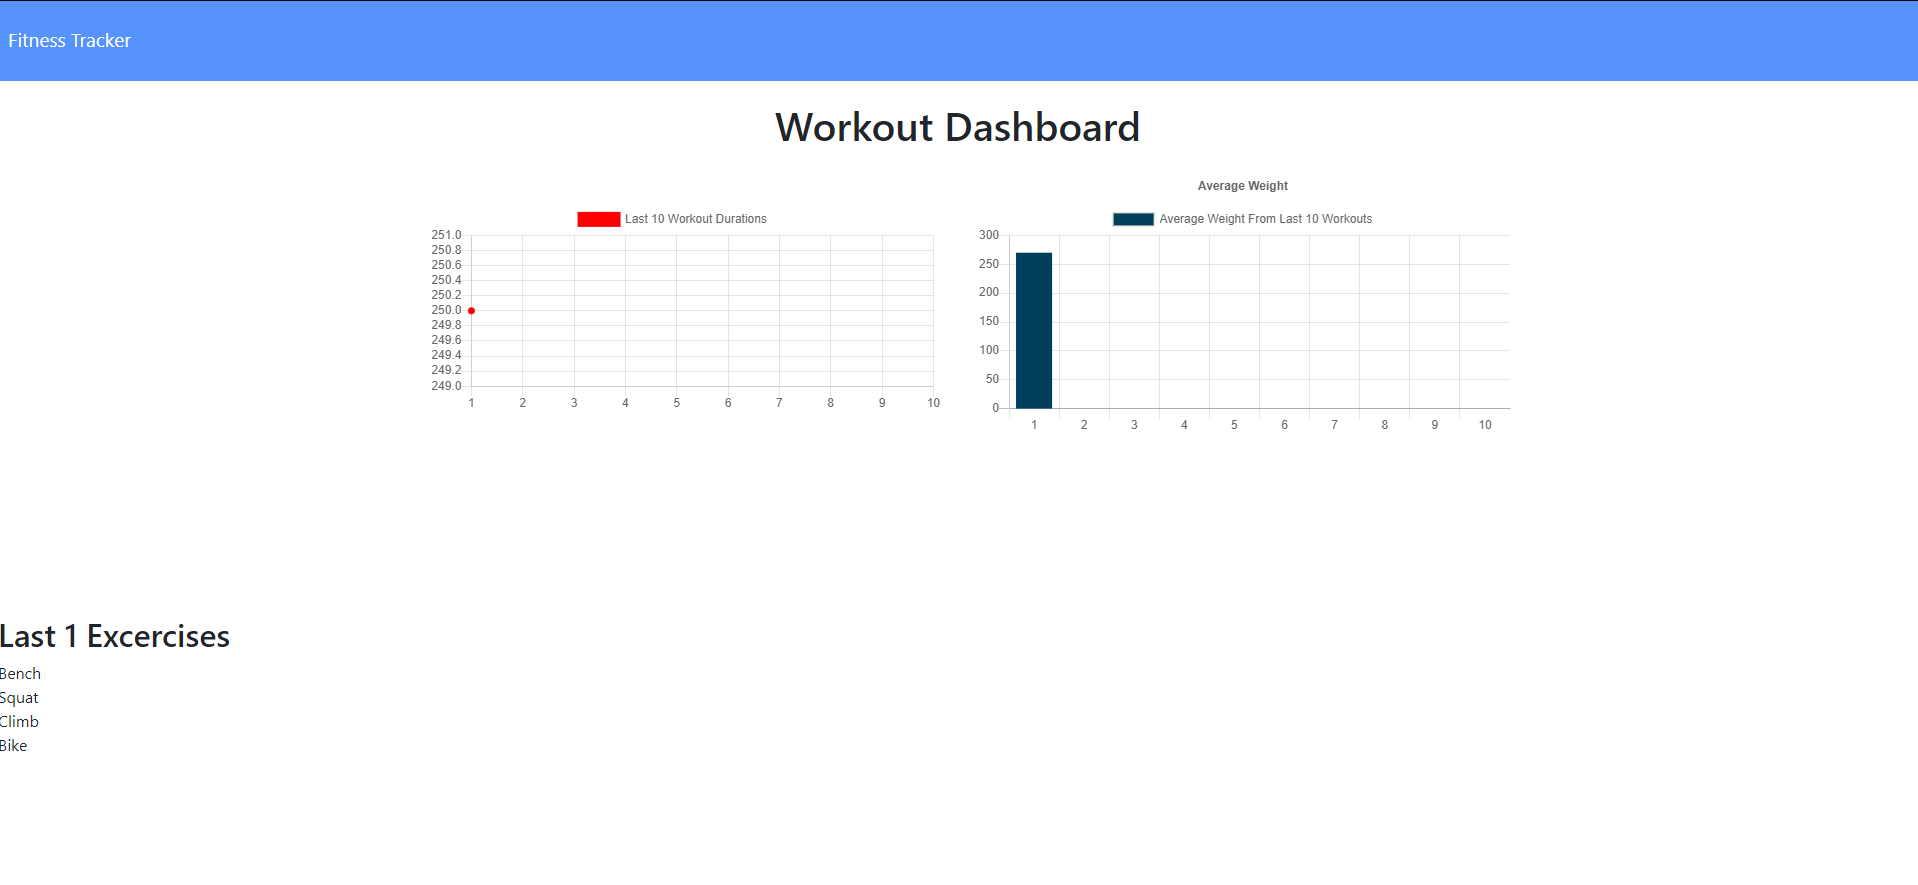 Fitness Tracker
Workout Dashboard
Last 10 Workout Durations
251.0
250.8
250.6
250.4
250.2
250.0
249.8
249.6
249.4
249.2
249.0
1 2 3 4 5 6 7 8 9 10
Average Weight
Average Weight From Last 10 Workouts
300
250
200
150
100
50
0
1 2 3 4 5 6 7 8 9 10
Last 1 Excercises
Bench
Squat
Climb
Bike